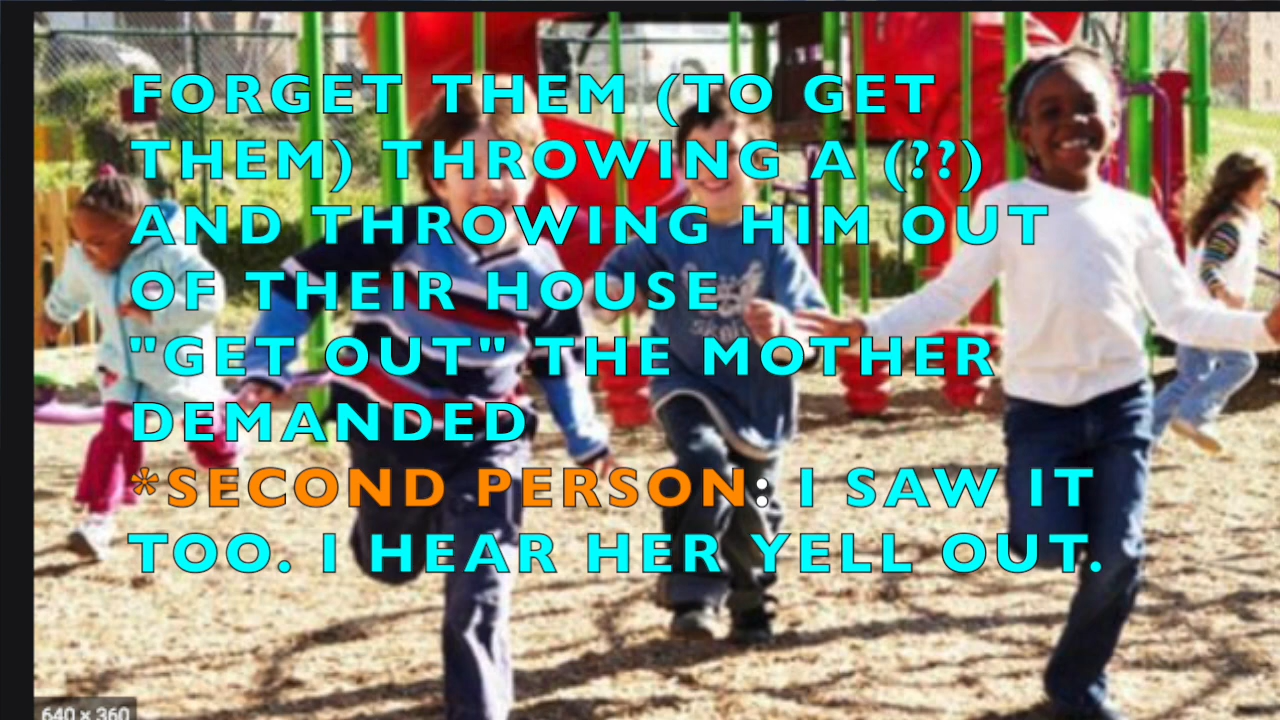 FORGET THEM (TO GET
THEM) THROWING A (??)
AND THROWING HIM OUT
OF THEIR HOUSE
"GET OUT" THE MOTHER
DEMANDED
*SECOND PERSON: I SAW IT
TOO. I HEAR HER YELL OUT.
640 × 360